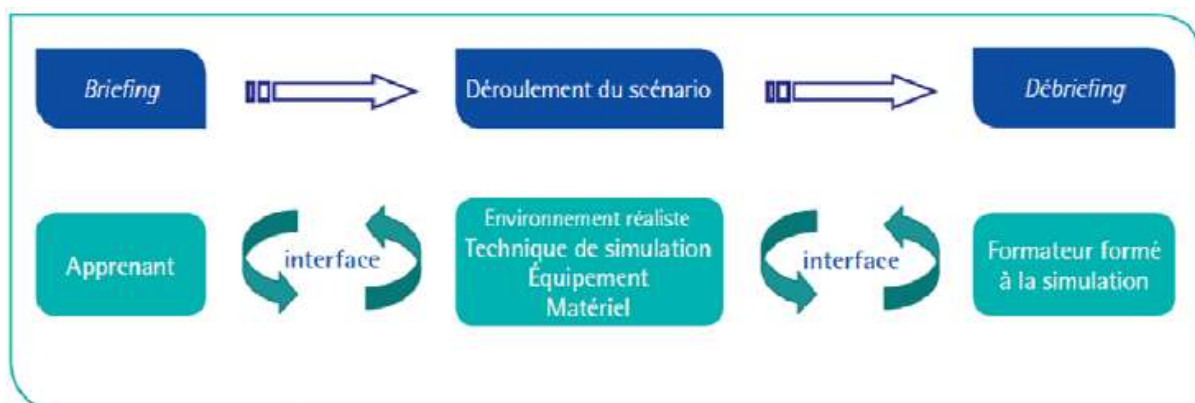 Briefing
Déroulement du scénario
Débriefing
Apprenant
interface
Environnement réaliste
Technique de simulation
Équipement
Matériel
interface
Formateur formé
à la simulation